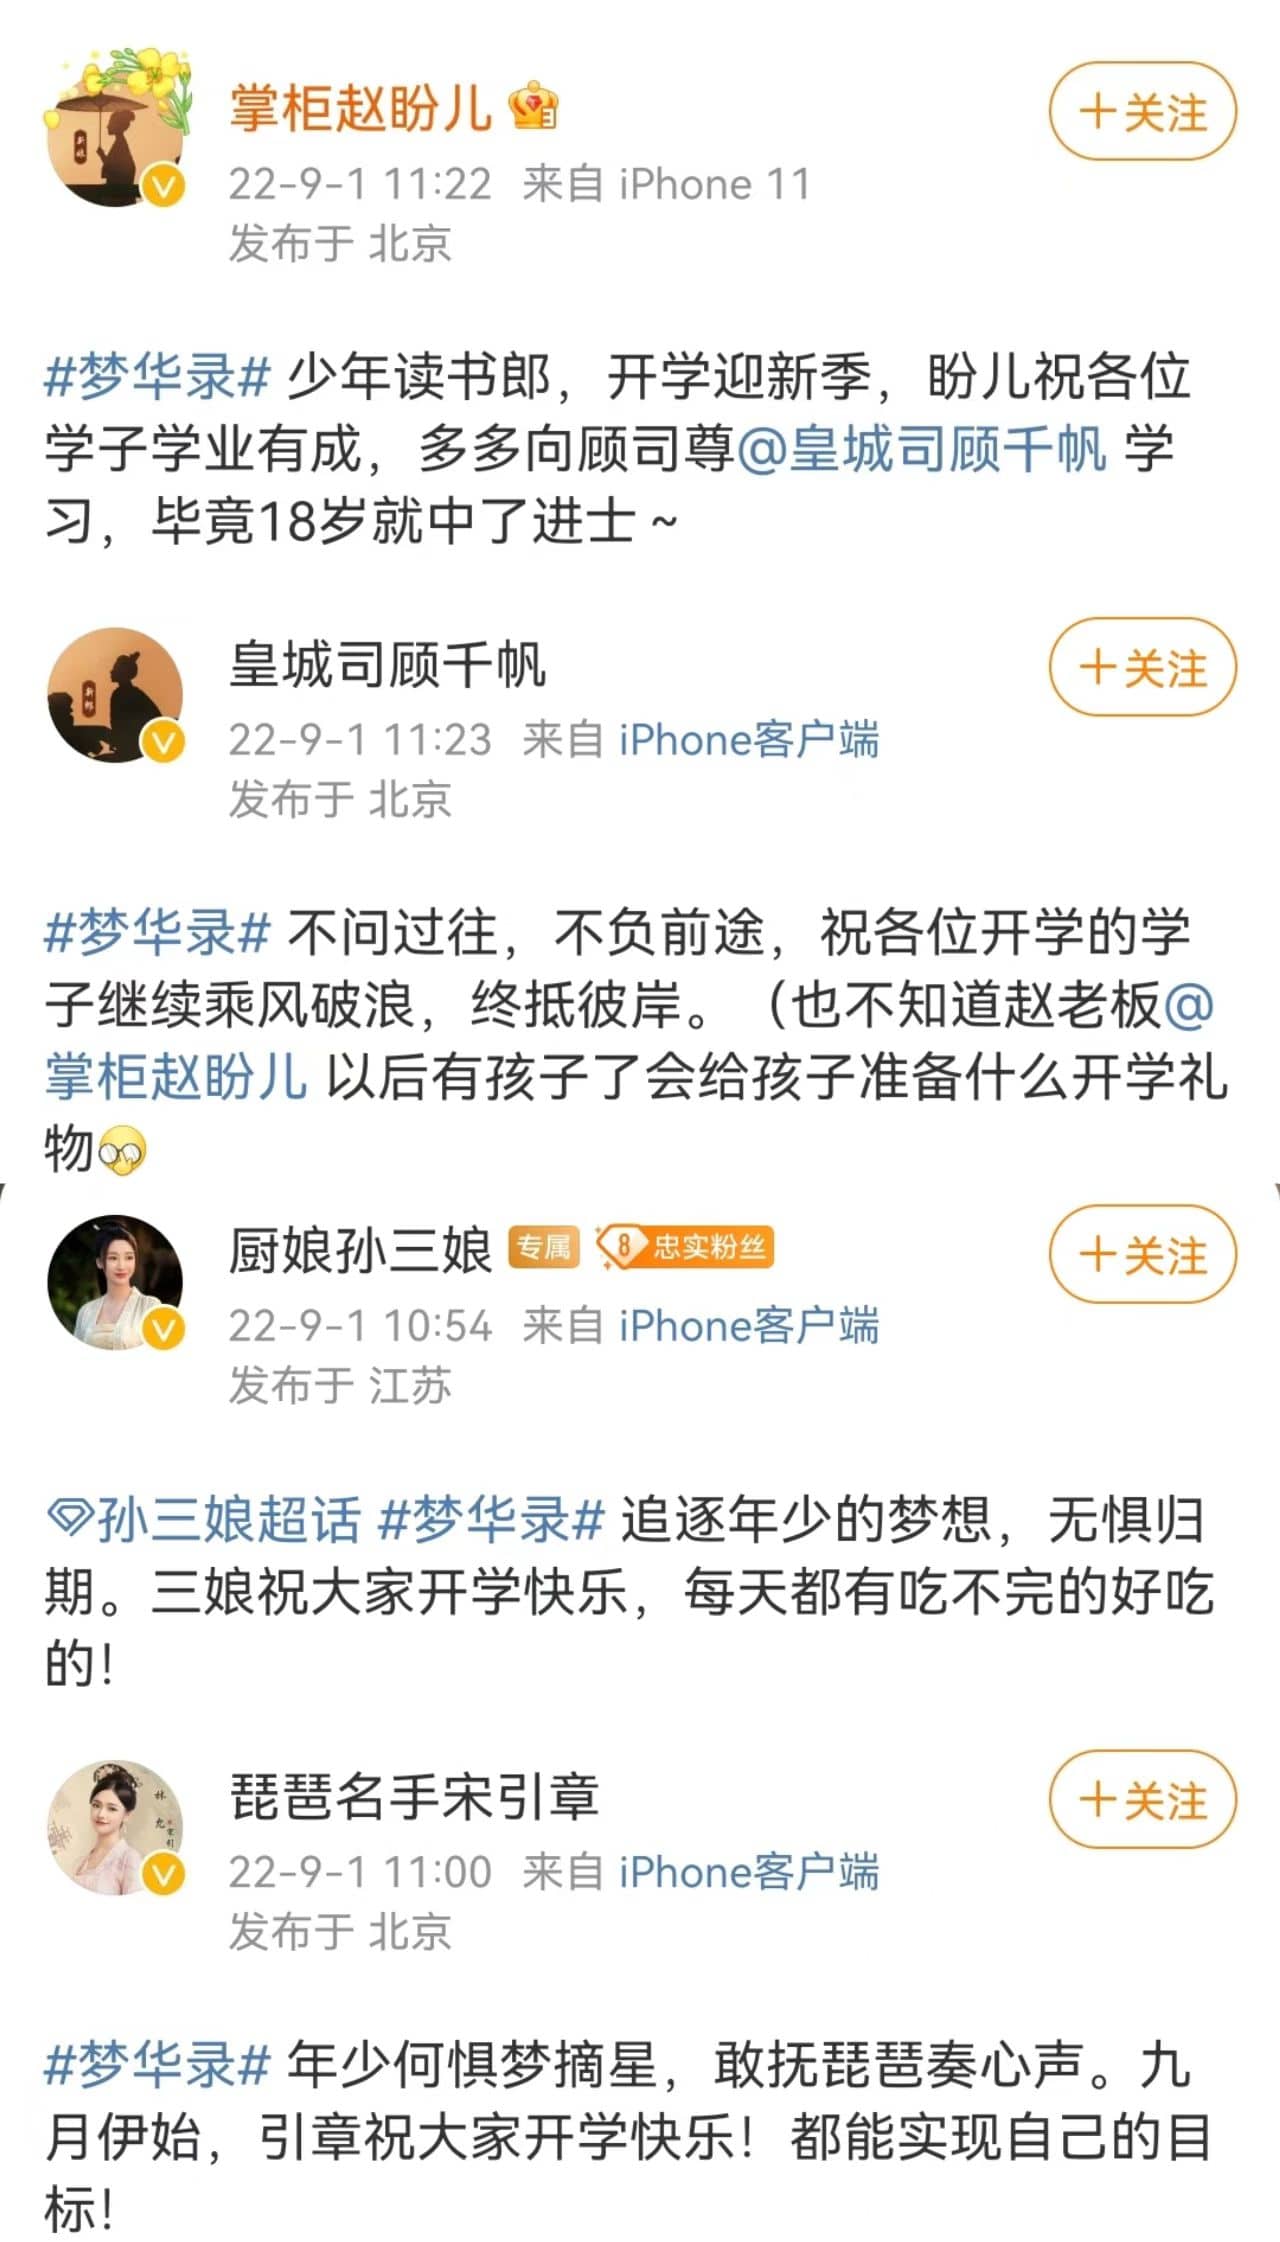 掌柜赵盼儿
+关注
22-9-1 11:22 来自 iPhone 11
发布于 北京
#梦华录# 少年读书郎，开学迎新季，盼儿祝各位
学子学业有成，多多向顾司尊@皇城司顾千帆 学
习，毕竟18岁就中了进士～
皇城司顾千帆
+关注
22-9-1 11:23 来自 iPhone客户端
发布于 北京
#梦华录# 不问过往，不负前途，祝各位开学的学
子继续乘风破浪，终抵彼岸。（也不知道赵老板@
掌柜赵盼儿 以后有孩子了会给孩子准备什么开学礼
物
厨娘孙三娘 专属 8 忠实粉丝
+关注
22-9-1 10:54 来自 iPhone客户端
发布于 江苏
孙三娘超话 #梦华录# 追逐年少的梦想，无惧归
期。三娘祝大家开学快乐，每天都有吃不完的好吃
的！
琵琶名手宋引章
+关注
22-9-1 11:00 来自 iPhone客户端
发布于 北京
#梦华录# 年少何惧梦摘星，敢抚琵琶奏心声。九
月伊始，引章祝大家开学快乐！都能实现自己的目
标！